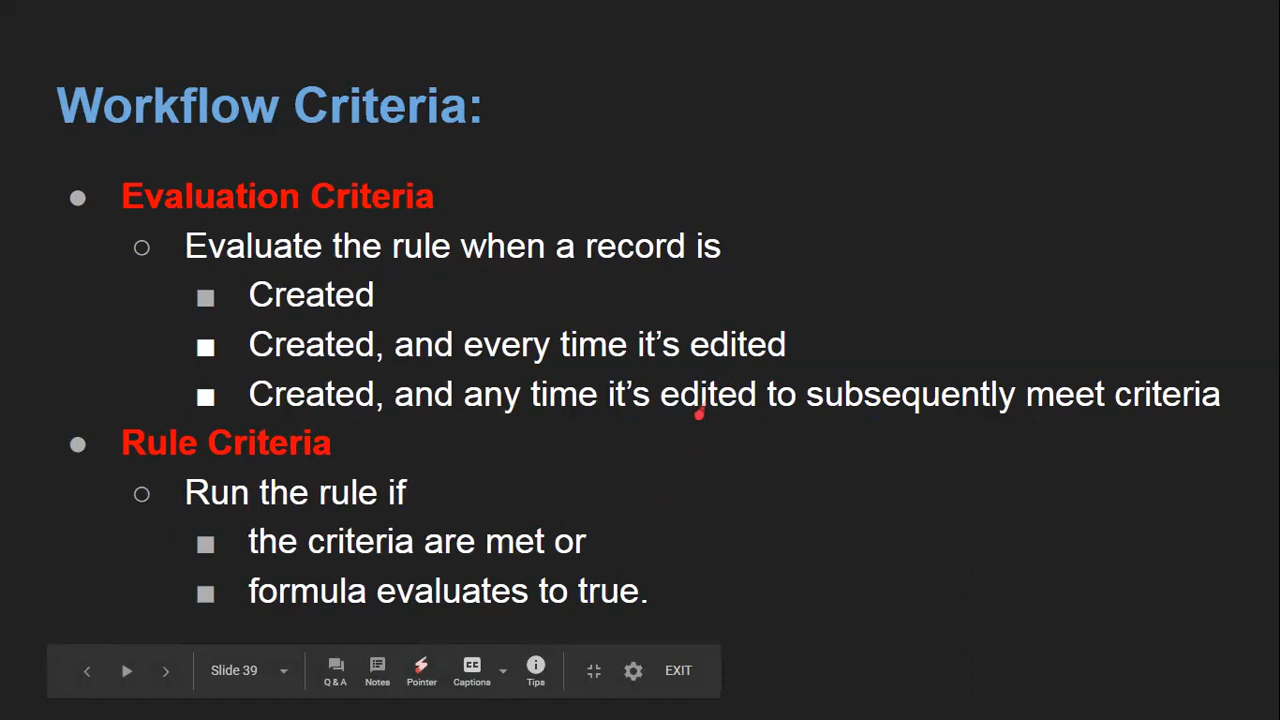 Workflow Criteria:
Evaluation Criteria
Evaluate the rule when a record is
Created
Created, and every time it’s edited
Created, and any time it’s edited to subsequently meet criteria
Rule Criteria
Run the rule if
the criteria are met or
formula evaluates to true.
Slide 39 Q & A Notes Pointer CC Captions Tips EXIT